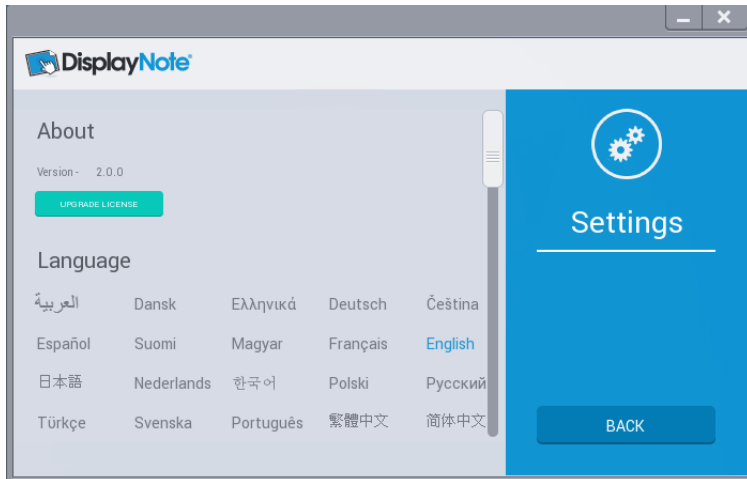 DisplayNote
About
Version - 2.0.0
UPGRADE LICENSE
Language
العربية Dansk Ελληνικά Deutsch Čeština
Español Suomi Magyar Français English
日本語 Nederlands 한국어 Polski Русский
Türkçe Svenska Português 繁體中文 简体中文
Settings
BACK